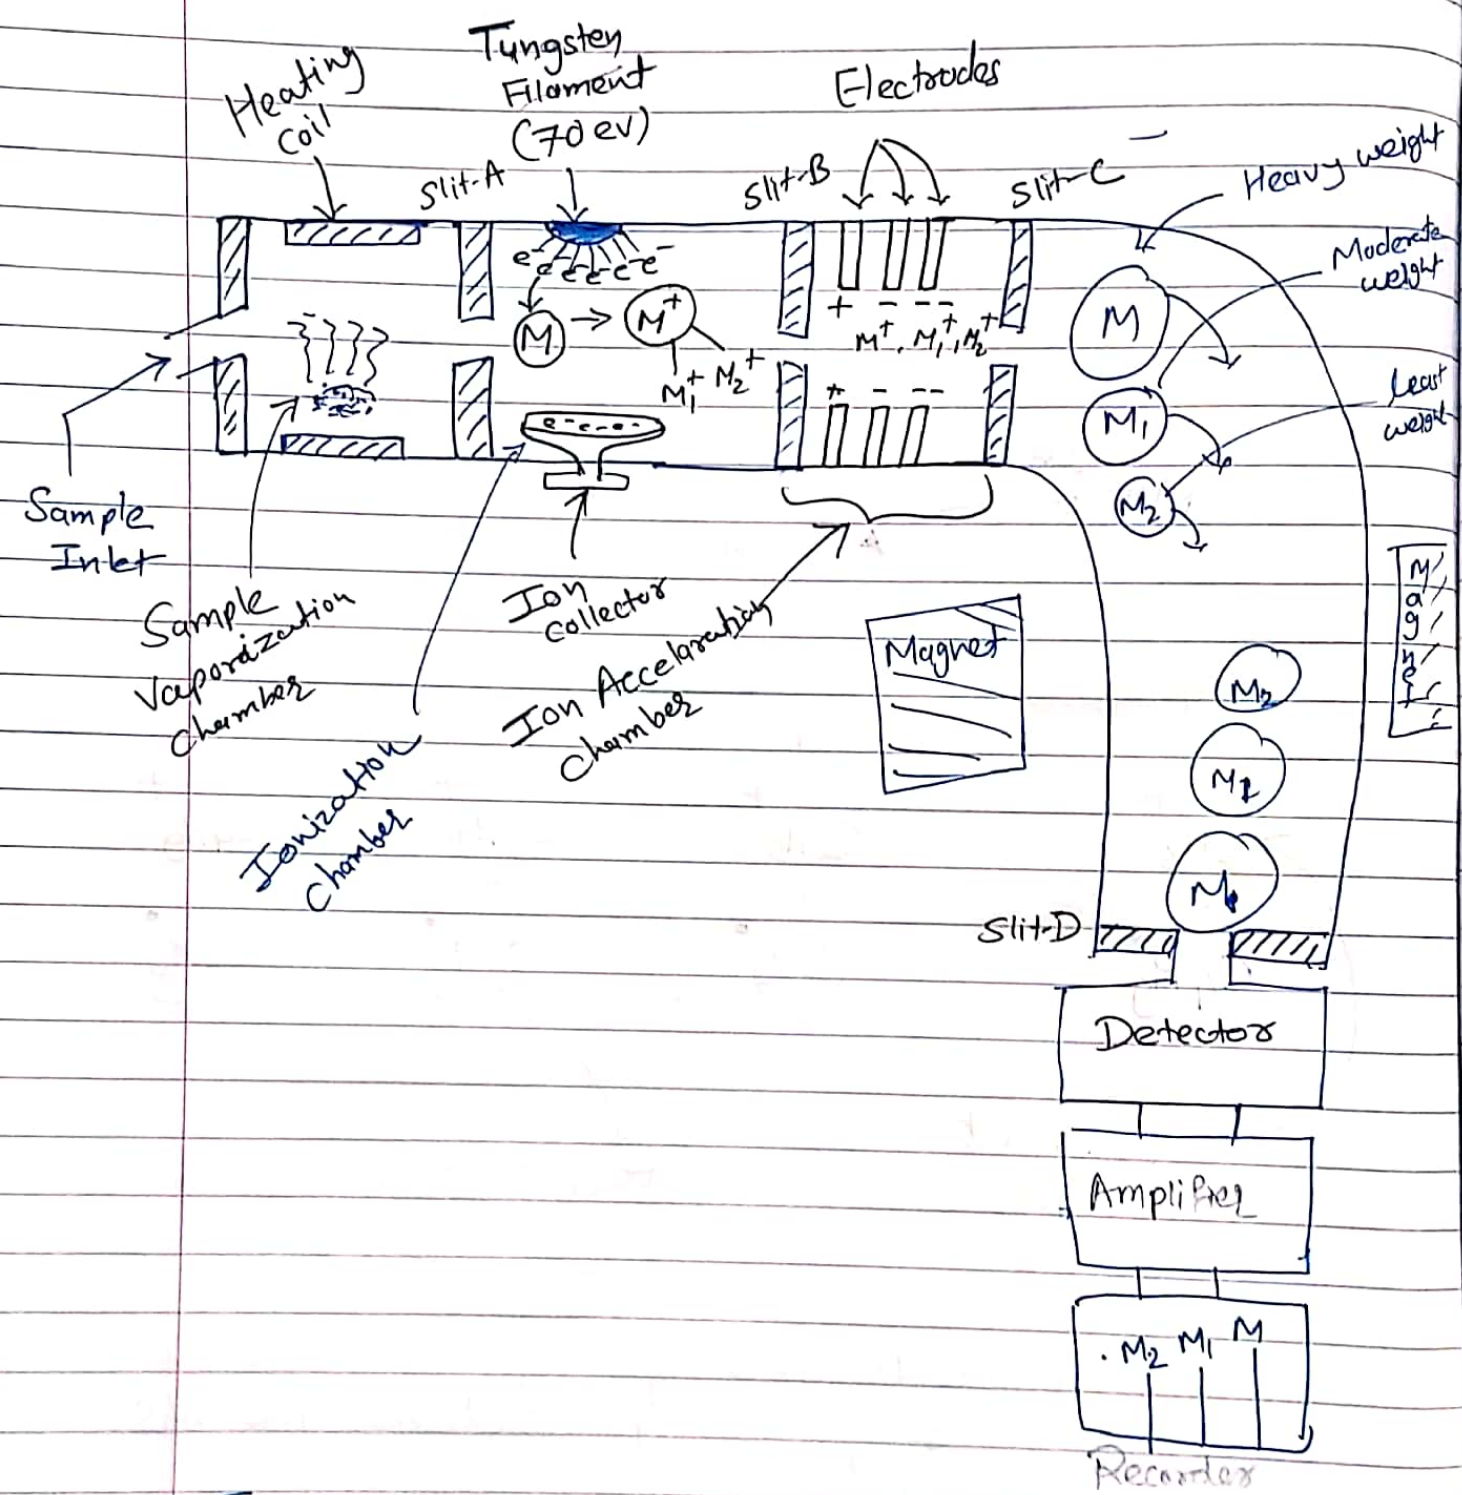 Heating
coil
Tungsten
Filament
(70 ev)
Electrodes
Slit-A
Slit-B
Slit-C
Heavy weight
Moderate
weight
Least
weight
e- e- e- e- e- e-
M → M+
M1+ M2+
+ - --
M+, M1+, M2+
+ - --
e- - e- -
M
M1
M2
Sample
Inlet
Sample
vaporization
chamber
Ionization
chamber
Ion
collector
Ion Accelaration
chamber
Magnet
Magnet
M2
M1
M
Slit-D
Detector
Amplifier
M2 M1 M
Recorder